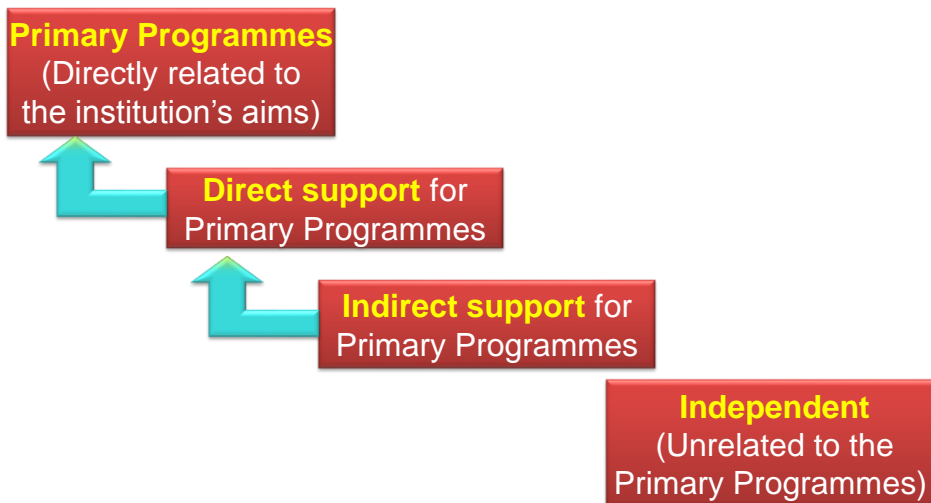 Primary Programmes
(Directly related to
the institution’s aims)
Direct support for
Primary Programmes
Indirect support for
Primary Programmes
Independent
(Unrelated to the
Primary Programmes)